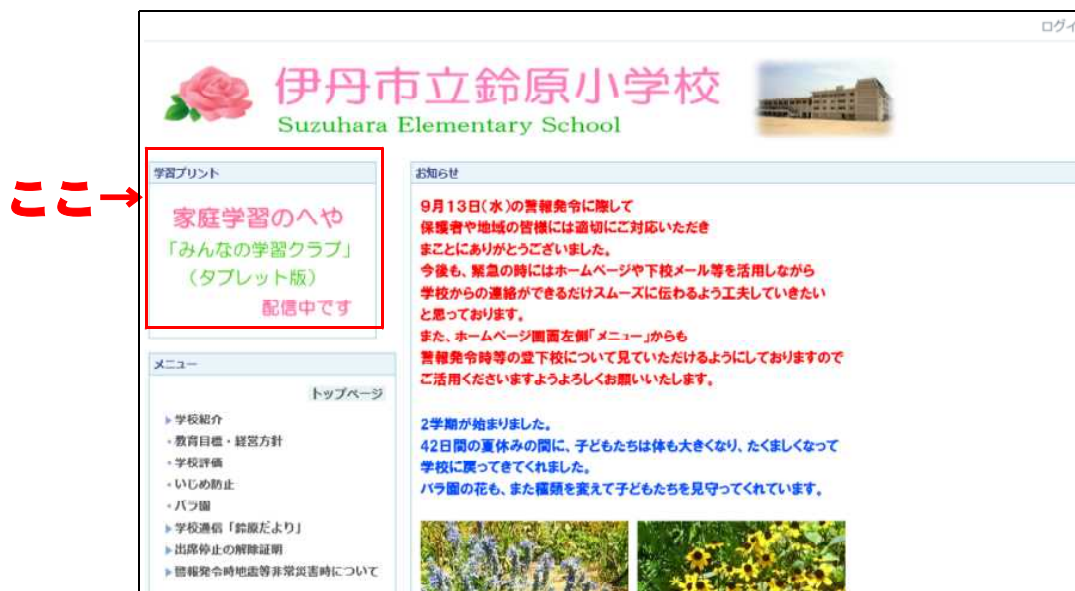 ログイ
伊丹市立鈴原小学校
Suzuhara Elementary School
ここ→
学習プリント
家庭学習のへや
「みんなの学習クラブ」
(タブレット版)
配信中です
メニュー
トップページ
学校紹介
教育目標・経営方針
学校評価
いじめ防止
バラ園
学校通信「鈴原だより」
出席停止の解除証明
警報発令時地震等非常災害時について
お知らせ
9月13日(水)の警報発令に際して
保護者や地域の皆様には適切にご対応いただき
まことにありがとうございました。
今後も、緊急の時にはホームページや下校メール等を活用しながら
学校からの連絡ができるだけスムーズに伝わるよう工夫していきたい
と思っております。
また、ホームページ画面左側「メニュー」からも
警報発令時等の登下校について見ていただけるようにしておりますので
ご活用くださいますようよろしくお願いいたします。
2学期が始まりました。
42日間の夏休みの間に、子どもたちは体も大きくなり、たくましくなって
学校に戻ってきてくれました。
バラ園の花も、また種類を変えて子どもたちを見守ってくれています。